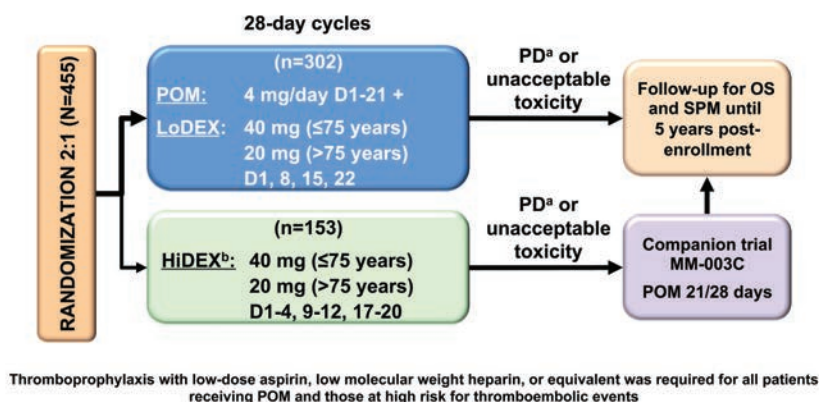 28-day cycles
RANDOMIZATION 2:1 (N=455)
(n=302)
POM: 4 mg/day D1-21 +
LoDEX: 40 mg (≤75 years)
20 mg (>75 years)
D1, 8, 15, 22
PDᵃ or
unacceptable
toxicity
Follow-up for OS
and SPM until
5 years post-
enrollment
(n=153)
HiDEXᵇ: 40 mg (≤75 years)
20 mg (>75 years)
D1-4, 9-12, 17-20
PDᵃ or
unacceptable
toxicity
Companion trial
MM-003C
POM 21/28 days
Thromboprophylaxis with low-dose aspirin, low molecular weight heparin, or equivalent was required for all patients
receiving POM and those at high risk for thromboembolic events